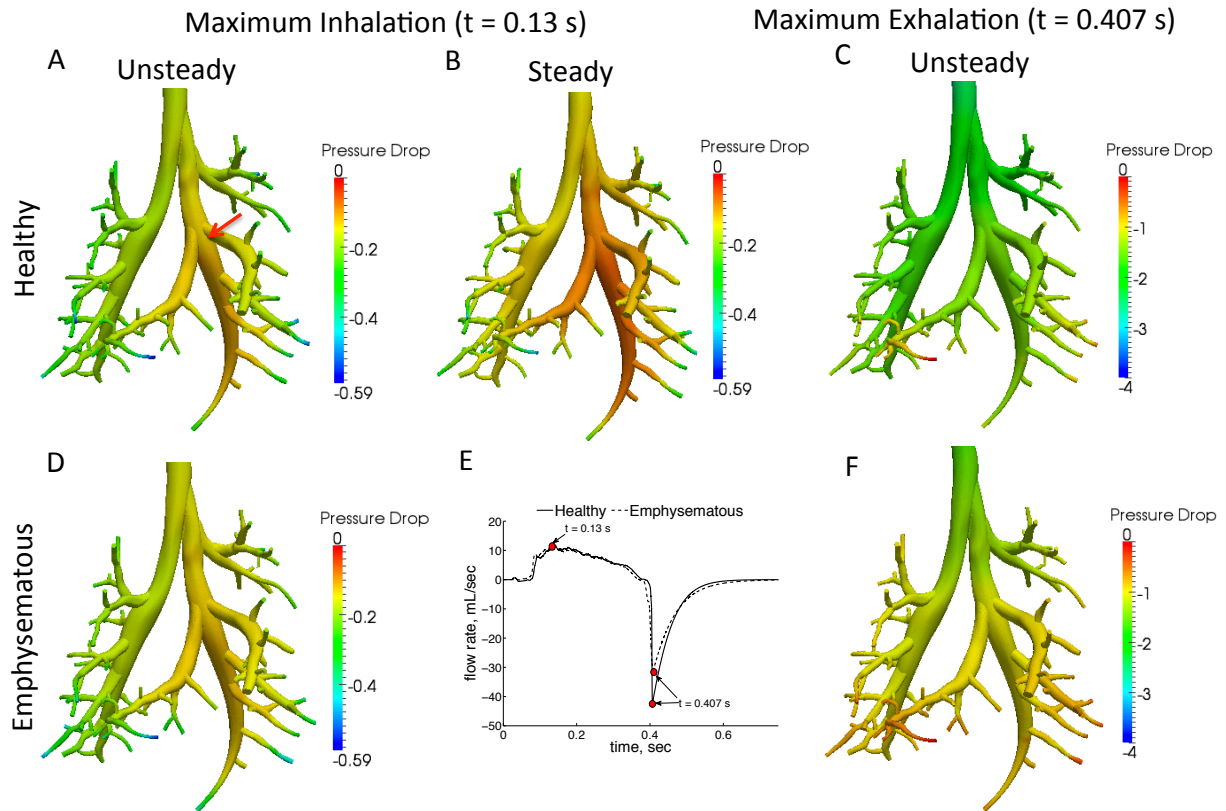 Maximum Inhalation (t = 0.13 s)
Maximum Exhalation (t = 0.407 s)
A
Unsteady
B
Steady
C
Unsteady
Healthy
Pressure Drop
0
-0.2
-0.4
-0.59
Pressure Drop
0
-0.2
-0.4
-0.59
Pressure Drop
0
-1
-2
-3
-4
D
E
F
Emphysematous
Pressure Drop
0
-0.2
-0.4
-0.59
Healthy Emphysematous
t = 0.13 s
20
10
0
−10
−20
−30
−40
−50
flow rate, mL/sec
t = 0.407 s
0 0.2 0.4 0.6
time, sec
Pressure Drop
0
-1
-2
-3
-4